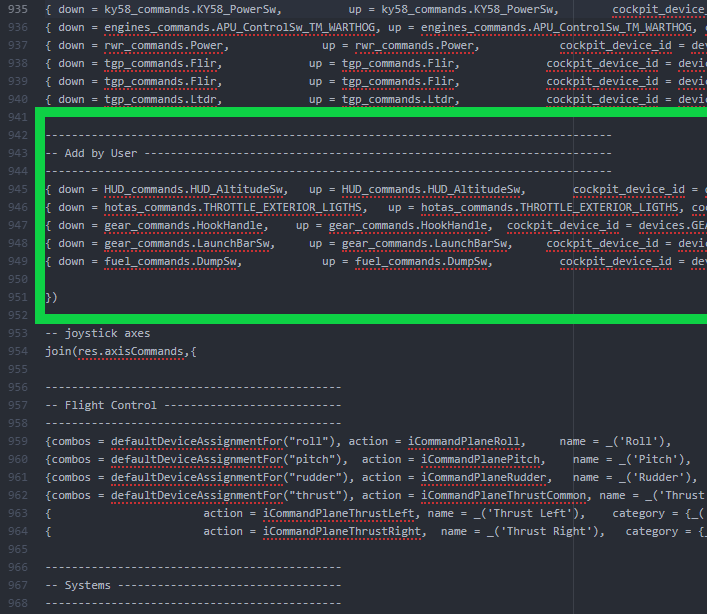 935 { down = ky58_commands.KY58_PowerSw, up = ky58_commands.KY58_PowerSw, cockpit_device_
936 { down = engines_commands.APU_ControlSw_TM_WARTHOG, up = engines_commands.APU_ControlSw_TM_WARTHOG,
937 { down = rwr_commands.Power, up = rwr_commands.Power, cockpit_device_id = dev
938 { down = tgp_commands.Flir, up = tgp_commands.Flir, cockpit_device_id = devic
939 { down = tgp_commands.Flir, up = tgp_commands.Flir, cockpit_device_id = devic
940 { down = tgp_commands.Ltdr, up = tgp_commands.Ltdr, cockpit_device_id = devic
941
942 --------------------------------------------------------------------------------------
943 -- Add by User -----------------------------------------------------------------------
944 --------------------------------------------------------------------------------------
945 { down = HUD_commands.HUD_AltitudeSw, up = HUD_commands.HUD_AltitudeSw, cockpit_device_id = d
946 { down = hotas_commands.THROTTLE_EXTERIOR_LIGTHS, up = hotas_commands.THROTTLE_EXTERIOR_LIGTHS, coc
947 { down = gear_commands.HookHandle, up = gear_commands.HookHandle, cockpit_device_id = devices.GEA
948 { down = gear_commands.LaunchBarSw, up = gear_commands.LaunchBarSw, cockpit_device_id = devic
949 { down = fuel_commands.DumpSw, up = fuel_commands.DumpSw, cockpit_device_id = dev
950
951 })
952
953 -- joystick axes
954 join(res.axisCommands,{
955
956 ---------------------------------------------
957 -- Flight Control ---------------------------
958 ---------------------------------------------
959 {combos = defaultDeviceAssignmentFor("roll"), action = iCommandPlaneRoll, name = _('Roll'),
960 {combos = defaultDeviceAssignmentFor("pitch"), action = iCommandPlanePitch, name = _('Pitch'),
961 {combos = defaultDeviceAssignmentFor("rudder"), action = iCommandPlaneRudder, name = _('Rudder'),
962 {combos = defaultDeviceAssignmentFor("thrust"), action = iCommandPlaneThrustCommon, name = _('Thrust
963 { action = iCommandPlaneThrustLeft, name = _('Thrust Left'), category = {_(
964 { action = iCommandPlaneThrustRight, name = _('Thrust Right'), category = {_
965
966 ---------------------------------------------
967 -- Systems ----------------------------------
968 ---------------------------------------------